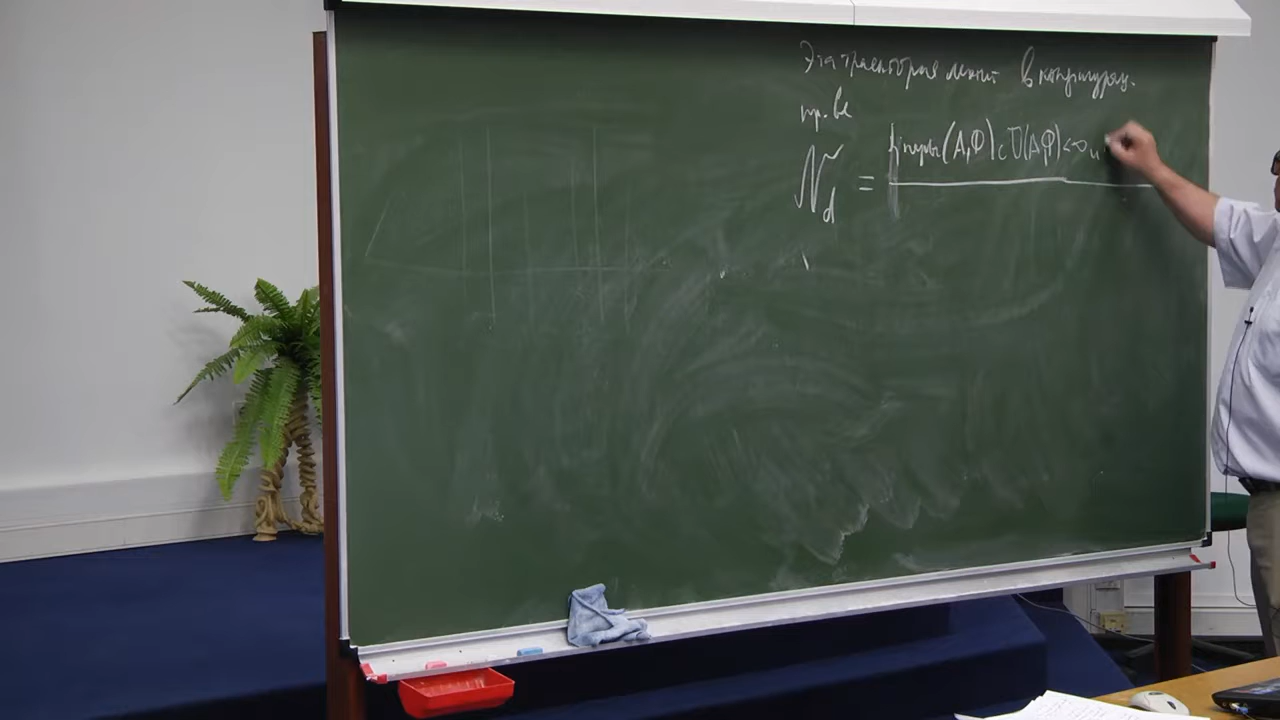 Эта траектория лежит в конфигурац.
пр-ве
𝒩_d = {пары (A,Φ) с U(A,Φ)<∞ и